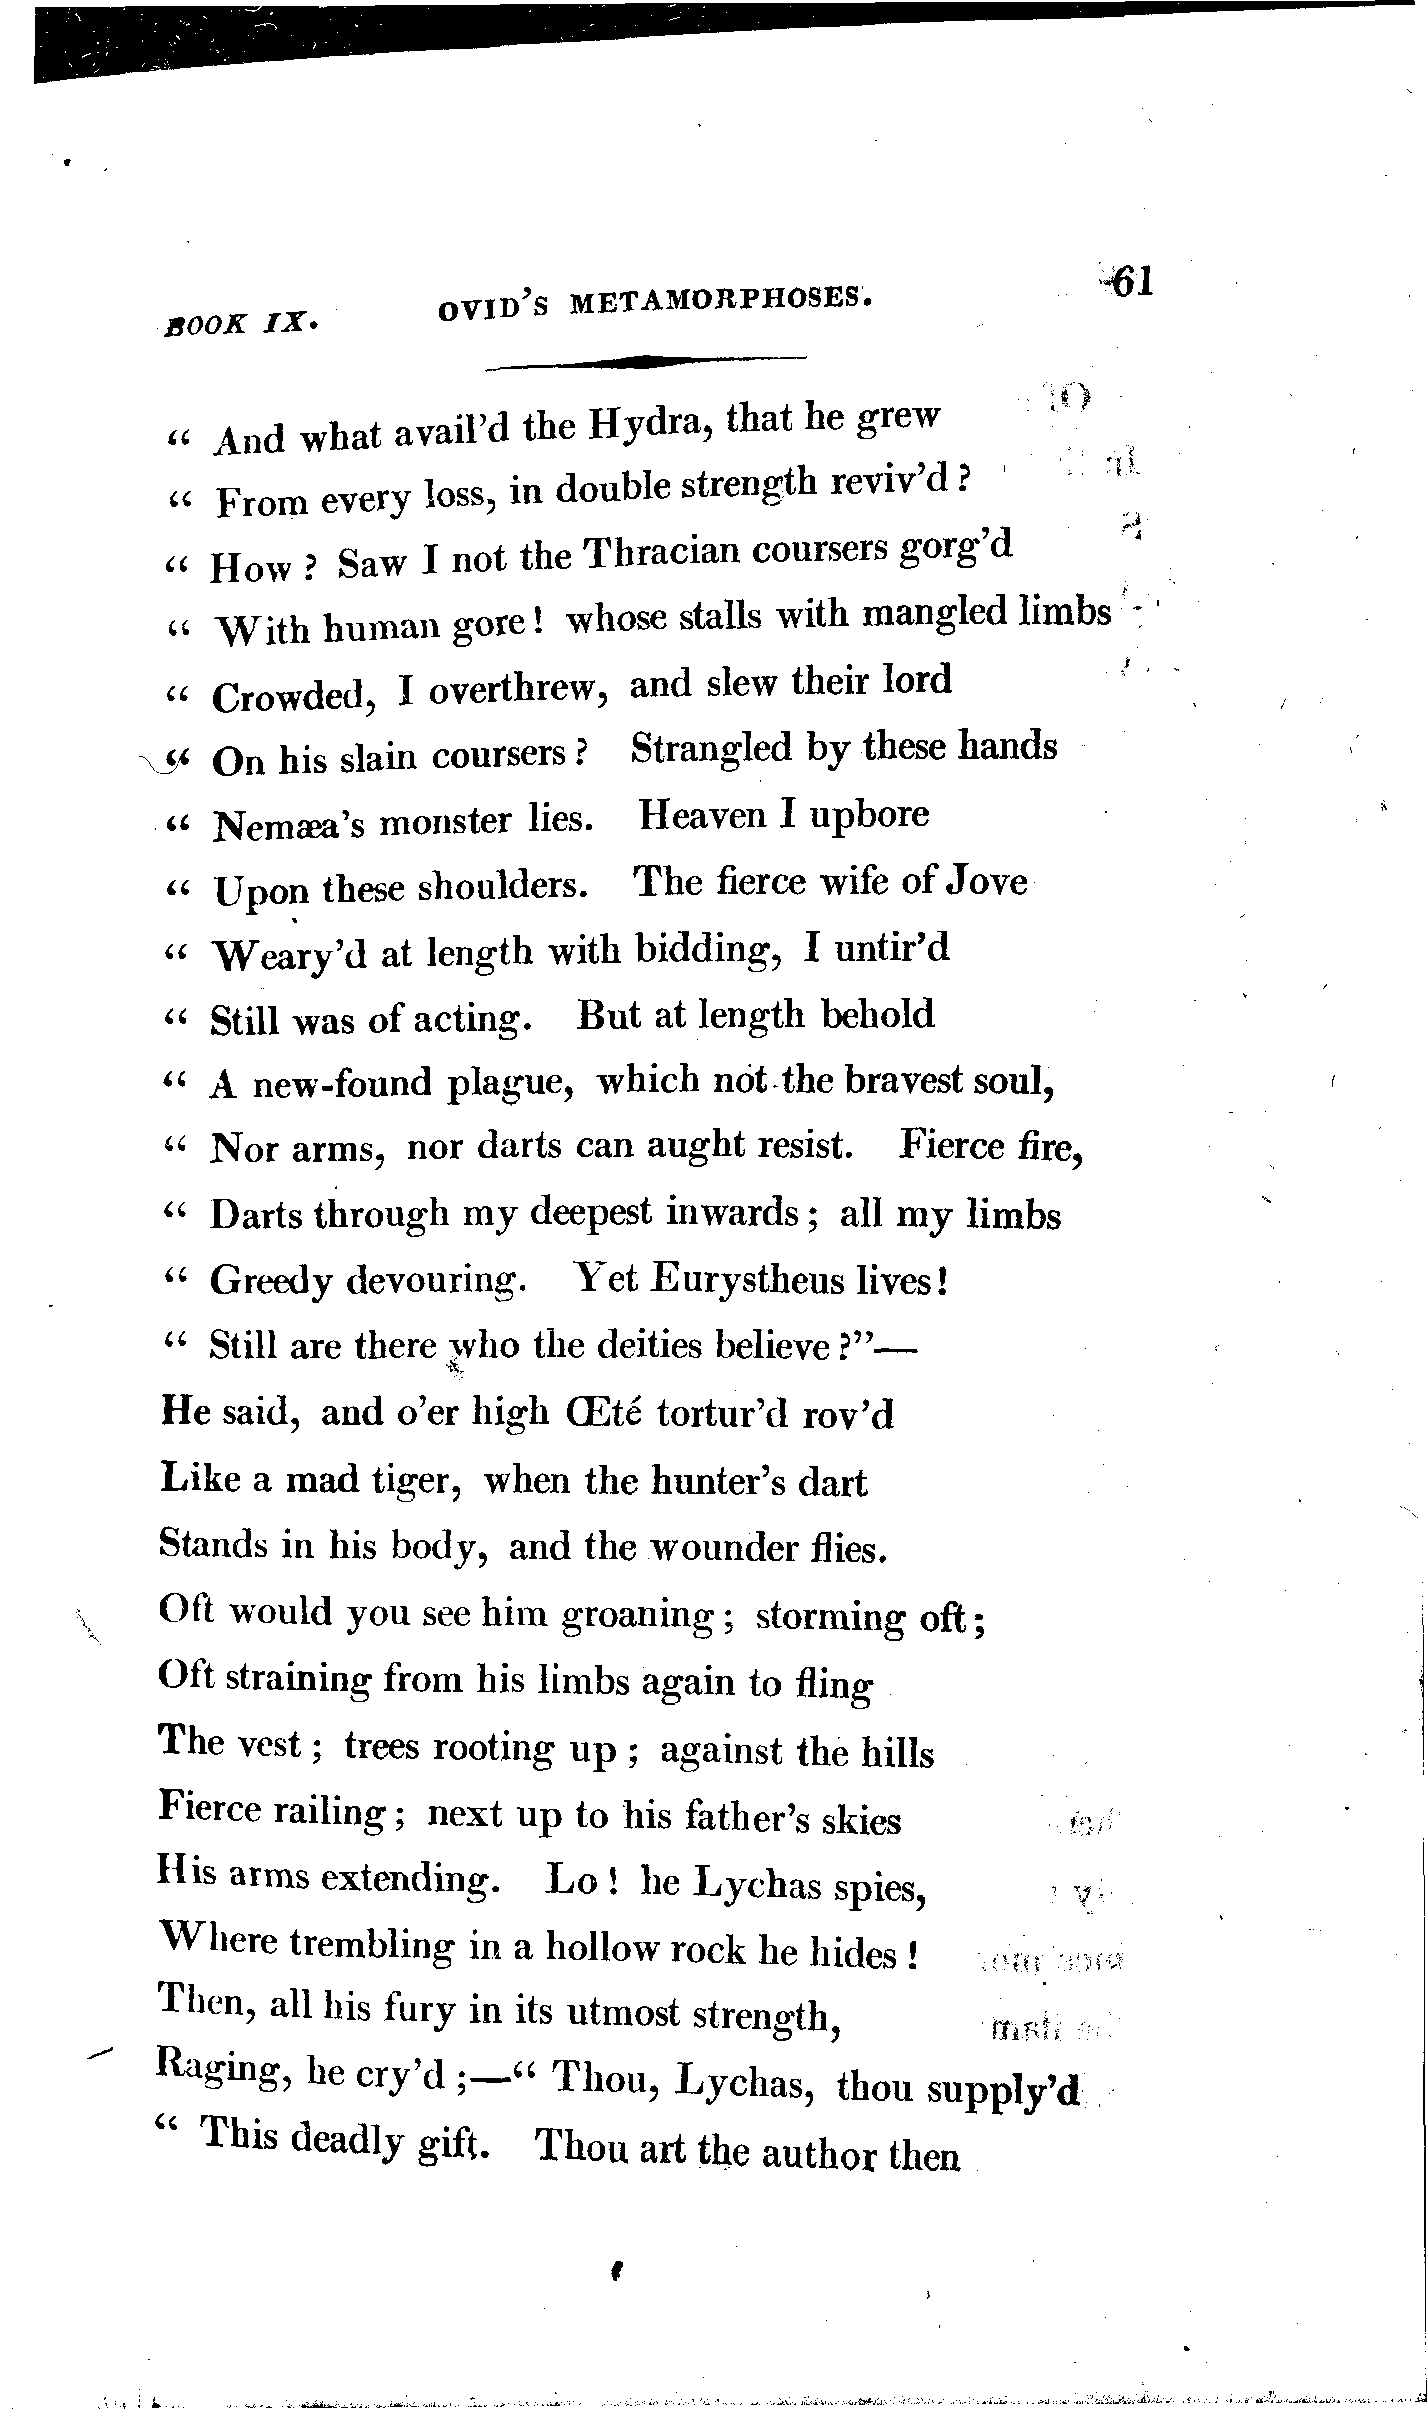 BOOK IX. OVID'S METAMORPHOSES. 61
“ And what avail'd the Hydra, that he grew
“ From every loss, in double strength reviv'd ?
“ How ? Saw I not the Thracian coursers gorg'd
“ With human gore! whose stalls with mangled limbs
“ Crowded, I overthrew, and slew their lord
“ On his slain coursers ? Strangled by these hands
“ Nemæa's monster lies. Heaven I upbore
“ Upon these shoulders. The fierce wife of Jove
“ Weary'd at length with bidding, I untir'd
“ Still was of acting. But at length behold
“ A new-found plague, which not the bravest soul,
“ Nor arms, nor darts can aught resist. Fierce fire,
“ Darts through my deepest inwards ; all my limbs
“ Greedy devouring. Yet Eurystheus lives!
“ Still are there who the deities believe ?”—
He said, and o'er high Œté tortur'd rov'd
Like a mad tiger, when the hunter's dart
Stands in his body, and the wounder flies.
Oft would you see him groaning ; storming oft ;
Oft straining from his limbs again to fling
The vest ; trees rooting up ; against the hills
Fierce railing ; next up to his father's skies
His arms extending. Lo ! he Lychas spies,
Where trembling in a hollow rock he hides !
Then, all his fury in its utmost strength,
Raging, he cry'd ;—“ Thou, Lychas, thou supply'd
“ This deadly gift. Thou art the author then